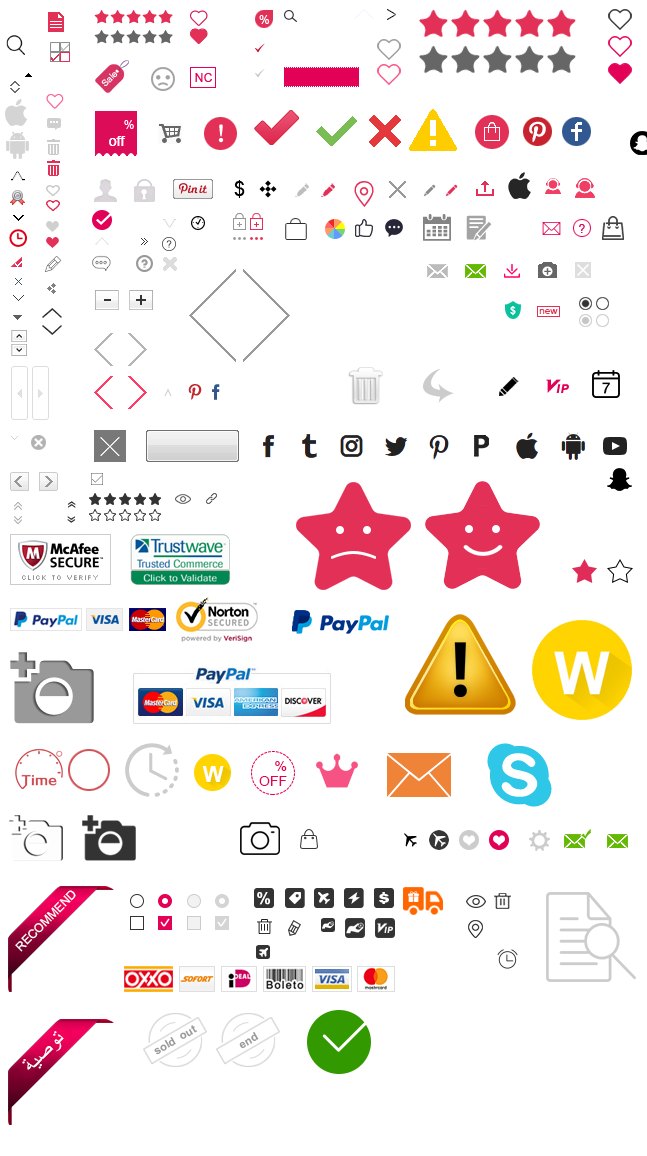 %
Sale
NC
%
off
Pin it
$
$
new
VIP
7
McAfee
SECURE™
CLICK TO VERIFY
Trustwave®
Trusted Commerce
Click to Validate
PayPal
VISA
MasterCard
Norton
SECURED
powered by VeriSign
PayPal
PayPal™
MasterCard
VISA
AMERICAN EXPRESS
DISCOVER
W
Time
W
%
OFF
S
RECOMMEND
%
$
VIP
OXXO
SOFORT
iDEAL
Boleto
VISA
mastercard
توصية
sold out
end